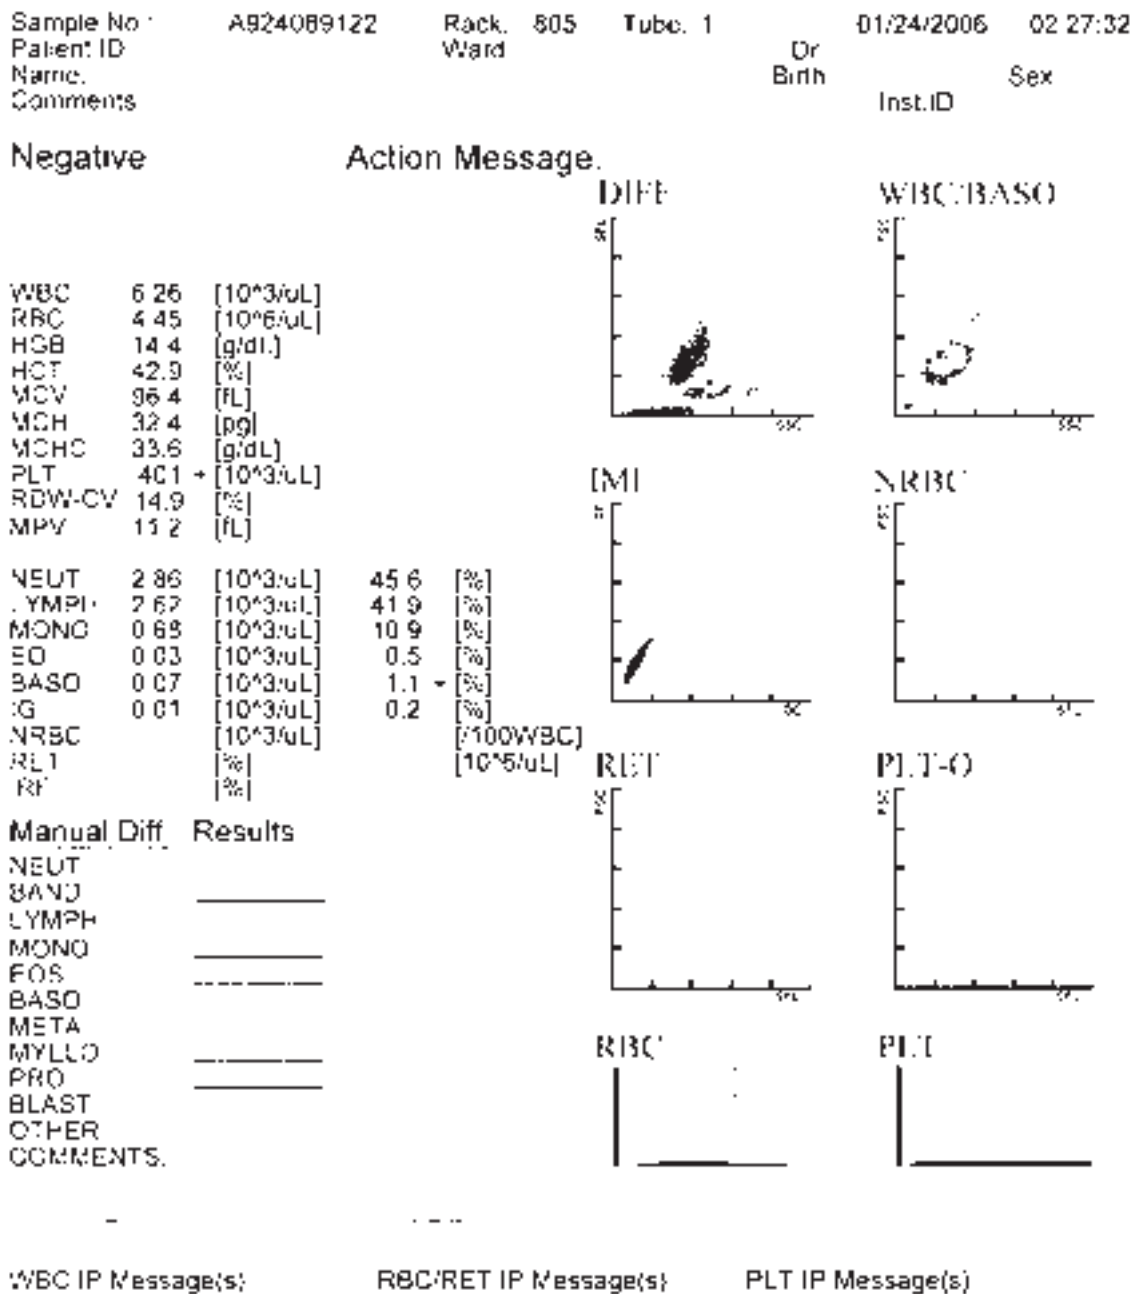 Sample No : A924089122 Rack. 805 Tube. 1 01/24/2006 02 27:32
Patient ID Ward Dr
Name. Birth Sex
Comments Inst.ID
Negative Action Message.
DIFF WBC/BASO
WBC 6 26 [10^3/uL]
RBC 4 45 [10^6/uL]
HGB 14 4 [g/dL]
HCT 42.9 [%]
MCV 96 4 [fL]
MCH 32 4 [pg]
MCHC 33.6 [g/dL]
PLT 401 + [10^3/uL]
RDW-CV 14.9 [%]
MPV 11 2 [fL]
IMI NRBC
NEUT 2 86 [10^3/uL] 45 6 [%]
LYMPH 2 62 [10^3/uL] 41 9 [%]
MONO 0 68 [10^3/uL] 10 9 [%]
EO 0 03 [10^3/uL] 0.5 [%]
BASO 0 07 [10^3/uL] 1.1 + [%]
IG 0 01 [10^3/uL] 0.2 [%]
NRBC [10^3/uL] [/100WBC]
RET [%] [10^6/uL]
IRF [%]
RET PLT-O
Manual Diff Results
NEUT
BAND
LYMPH
MONO
EOS
BASO
META
MYELO
PRO
BLAST
OTHER
COMMENTS.
RBC PLT
WBC IP Message(s) RBC/RET IP Message(s) PLT IP Message(s)